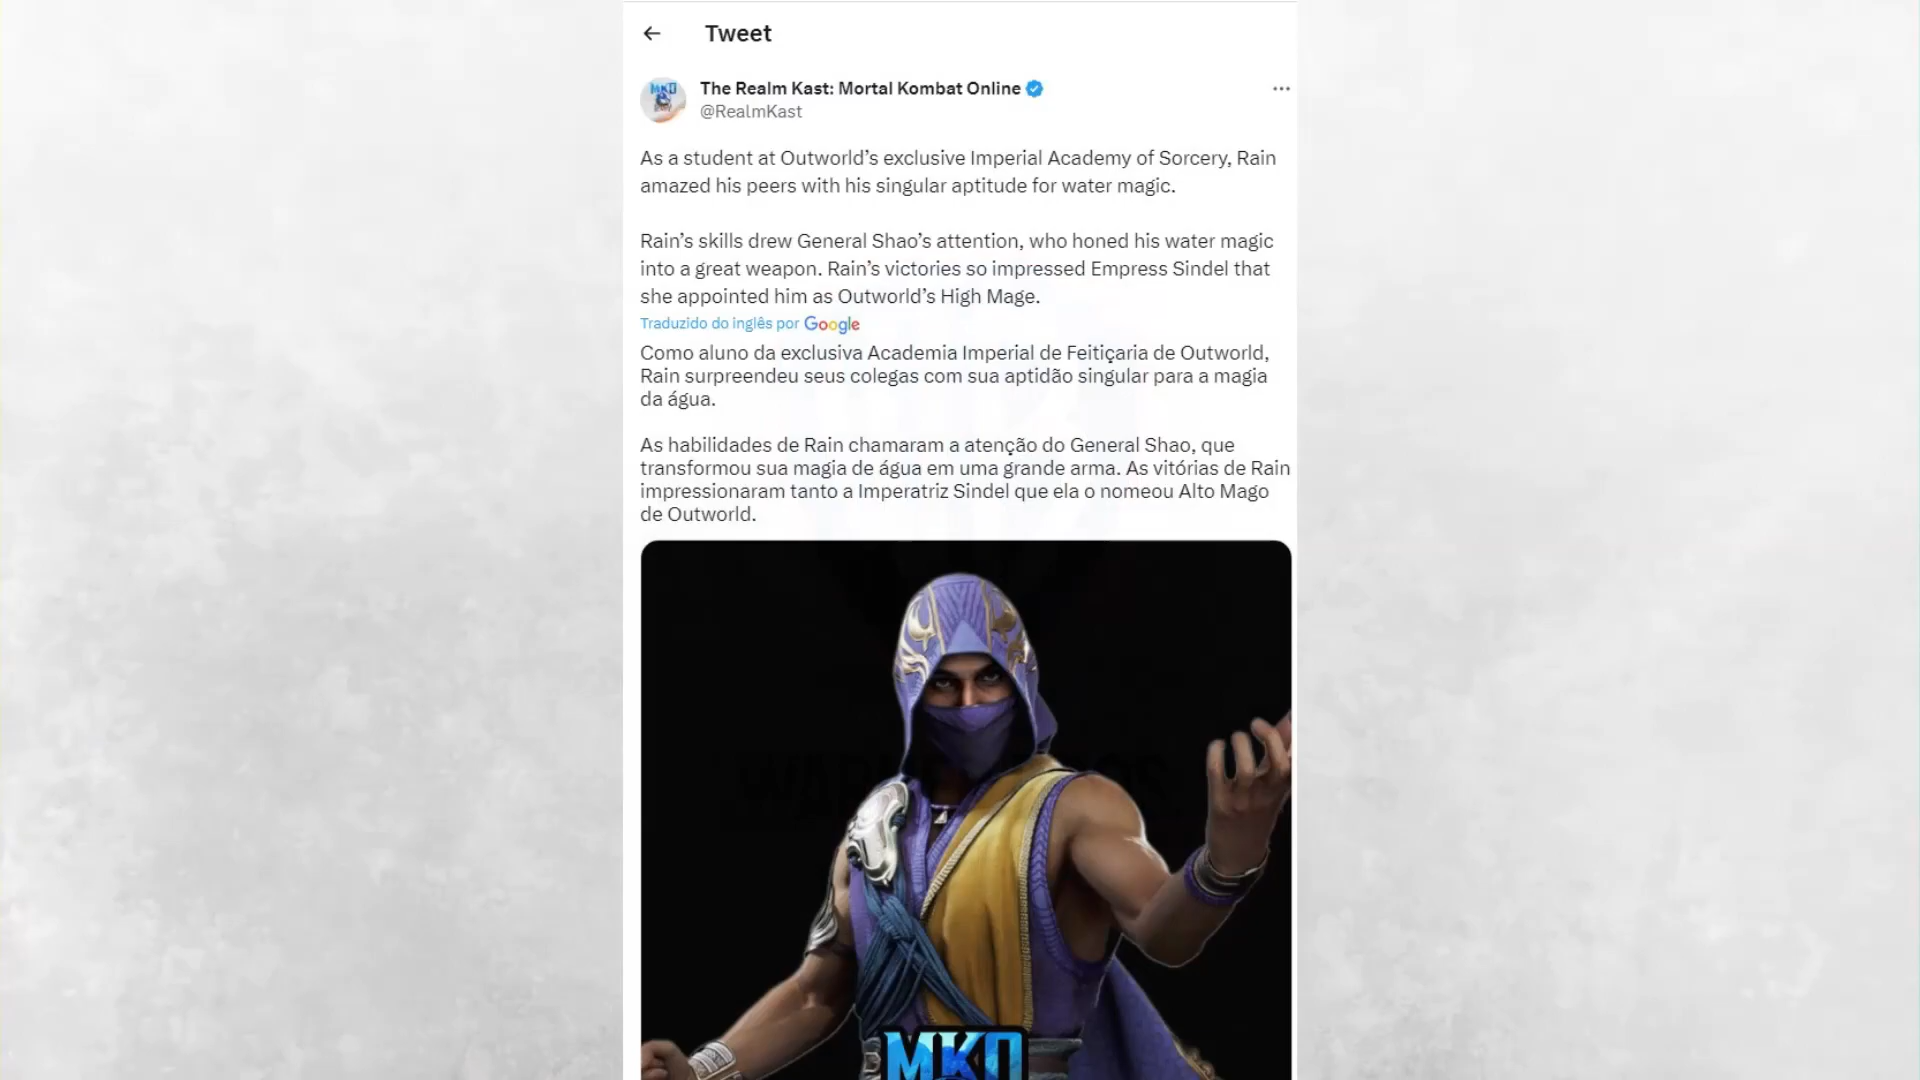 Tweet
MKO
The Realm Kast: Mortal Kombat Online
@RealmKast
As a student at Outworld’s exclusive Imperial Academy of Sorcery, Rain
amazed his peers with his singular aptitude for water magic.
Rain’s skills drew General Shao’s attention, who honed his water magic
into a great weapon. Rain’s victories so impressed Empress Sindel that
she appointed him as Outworld’s High Mage.
Traduzido do inglês por Google
Como aluno da exclusiva Academia Imperial de Feitiçaria de Outworld,
Rain surpreendeu seus colegas com sua aptidão singular para a magia
da água.
As habilidades de Rain chamaram a atenção do General Shao, que
transformou sua magia de água em uma grande arma. As vitórias de Rain
impressionaram tanto a Imperatriz Sindel que ela o nomeou Alto Mago
de Outworld.
MKO